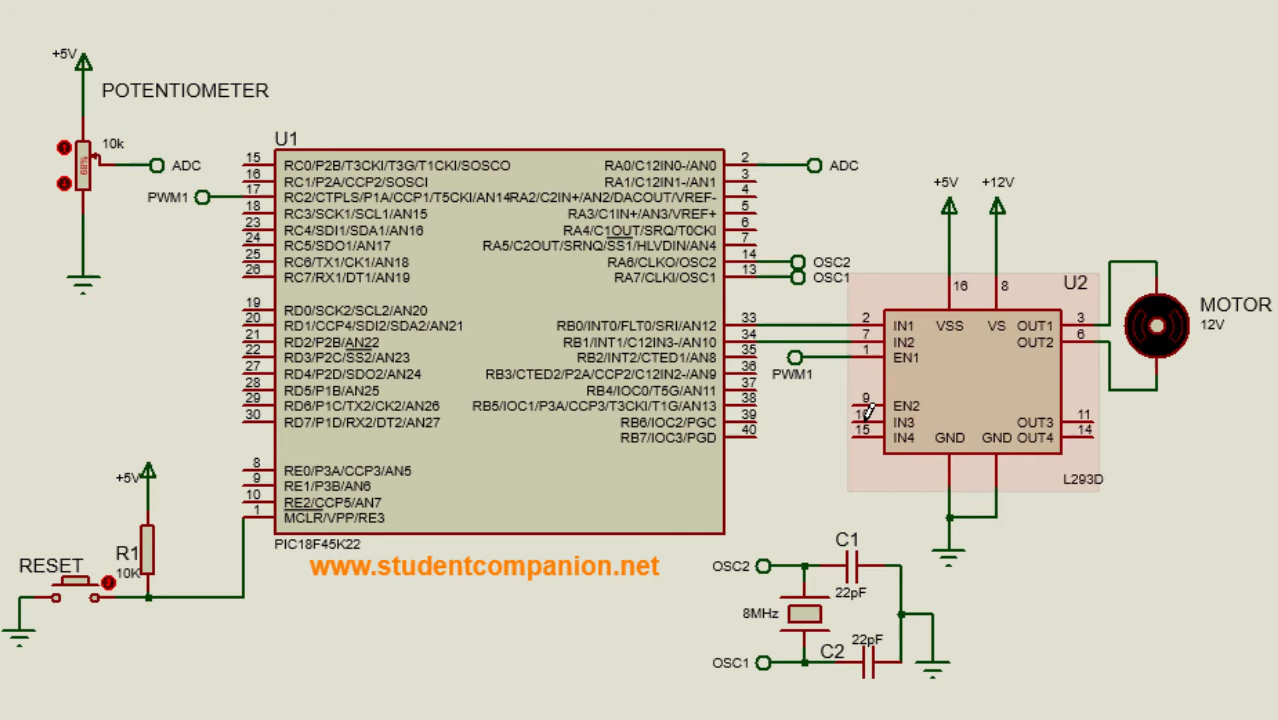 +5V
POTENTIOMETER
10k
68%
ADC
PWM1
U1
15 RC0/P2B/T3CKI/T3G/T1CKI/SOSCO
16 RC1/P2A/CCP2/SOSCI
17 RC2/CTPLS/P1A/CCP1/T5CKI/AN14
18 RC3/SCK1/SCL1/AN15
23 RC4/SDI1/SDA1/AN16
24 RC5/SDO1/AN17
25 RC6/TX1/CK1/AN18
26 RC7/RX1/DT1/AN19
19 RD0/SCK2/SCL2/AN20
20 RD1/CCP4/SDI2/SDA2/AN21
21 RD2/P2B/AN22
22 RD3/P2C/SS2/AN23
27 RD4/P2D/SDO2/AN24
28 RD5/P1B/AN25
29 RD6/P1C/TX2/CK2/AN26
30 RD7/P1D/RX2/DT2/AN27
8 RE0/P3A/CCP3/AN5
9 RE1/P3B/AN6
10 RE2/CCP5/AN7
1 MCLR/VPP/RE3
RA0/C12IN0-/AN0 2
RA1/C12IN1-/AN1 3
RA2/C2IN+/AN2/DACOUT/VREF- 4
RA3/C1IN+/AN3/VREF+ 5
RA4/C1OUT/SRQ/T0CKI 6
RA5/C2OUT/SRNQ/SS1/HLVDIN/AN4 7
RA6/CLKO/OSC2 14
RA7/CLKI/OSC1 13
RB0/INT0/FLT0/SRI/AN12 33
RB1/INT1/C12IN3-/AN10 34
RB2/INT2/CTED1/AN8 35
RB3/CTED2/P2A/CCP2/C12IN2-/AN9 36
RB4/IOC0/T5G/AN11 37
RB5/IOC1/P3A/CCP3/T3CKI/T1G/AN13 38
RB6/IOC2/PGC 39
RB7/IOC3/PGD 40
PIC18F45K22
ADC
OSC2
OSC1
PWM1
+5V
+12V
U2
16
8
2 IN1
7 IN2
1 EN1
9 EN2
IN3
15 IN4
VSS
VS
OUT1 3
OUT2 6
OUT3 11
OUT4 14
GND
GND
L293D
MOTOR
12V
+5V
R1
10K
RESET
www.studentcompanion.net
OSC2
C1
22pF
8MHz
22pF
C2
OSC1